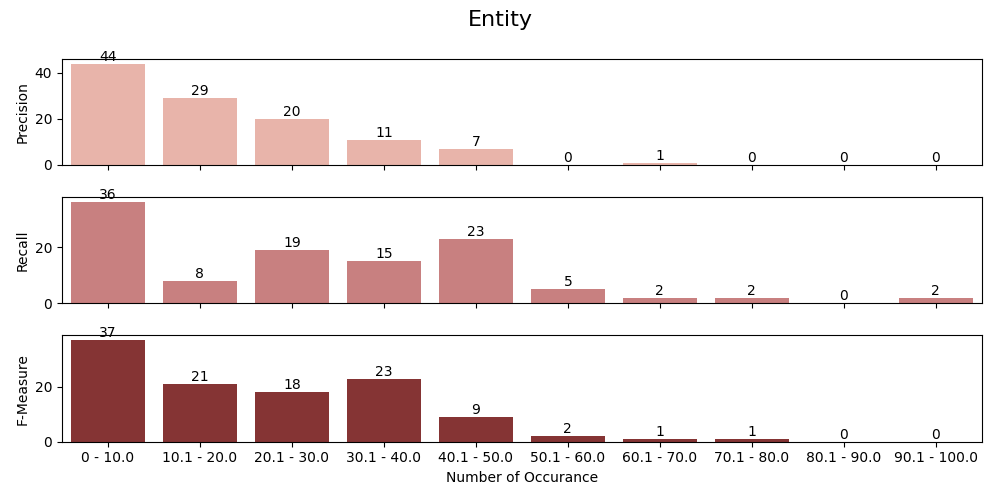 Entity
Precision
40
20
0
44
29
20
11
7
0
1
0
0
0
Recall
20
0
36
8
19
15
23
5
2
2
0
2
F-Measure
20
0
37
21
18
23
9
2
1
1
0
0
0 - 10.0
10.1 - 20.0
20.1 - 30.0
30.1 - 40.0
40.1 - 50.0
50.1 - 60.0
60.1 - 70.0
70.1 - 80.0
80.1 - 90.0
90.1 - 100.0
Number of Occurance